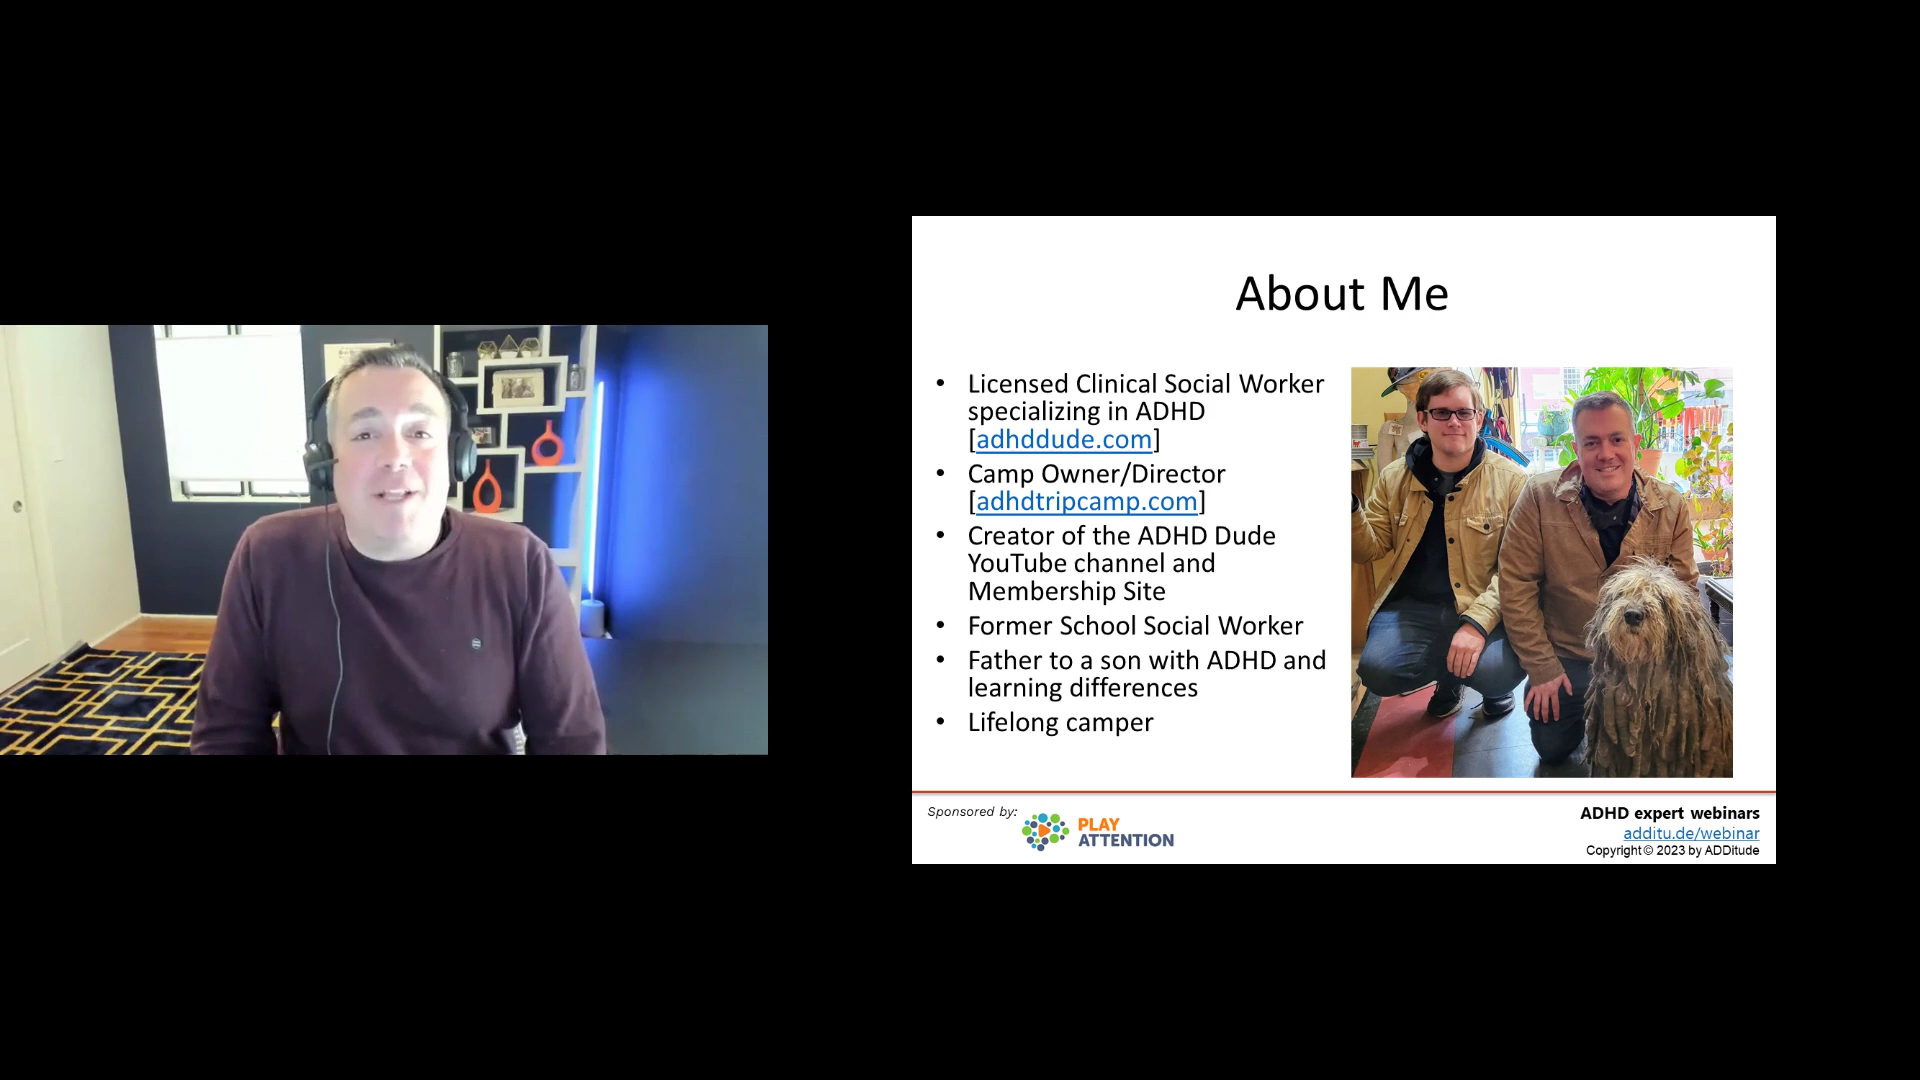 About Me
• Licensed Clinical Social Worker
specializing in ADHD
[adhddude.com]
• Camp Owner/Director
[adhdtripcamp.com]
• Creator of the ADHD Dude
YouTube channel and
Membership Site
• Former School Social Worker
• Father to a son with ADHD and
learning differences
• Lifelong camper
Sponsored by:
PLAY
ATTENTION
ADHD expert webinars
additu.de/webinar
Copyright © 2023 by ADDitude